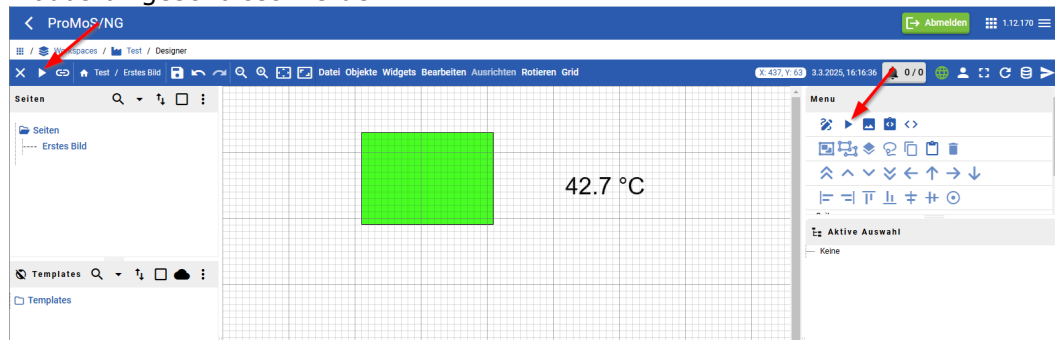 ProMoS/NG
Abmelden
1.12.170
/ Workspaces / Test / Designer
Test / Erstes Bild
Datei Objekte Widgets Bearbeiten Ausrichten Rotieren Grid
X: 437, Y: 63
3.3.2025, 16:16:36
0 / 0
Seiten
Seiten
Erstes Bild
Templates
Templates
42.7 °C
Menu
Aktive Auswahl
Keine